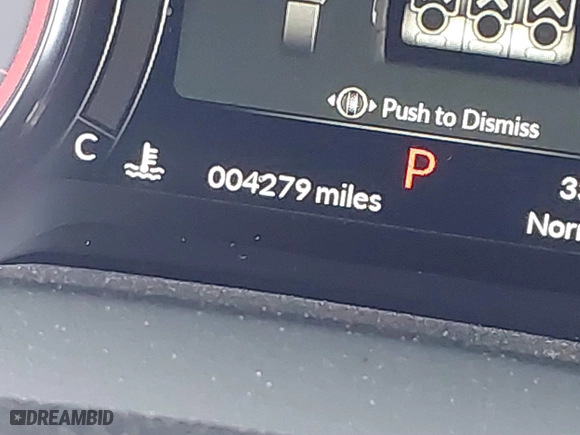 Push to Dismiss
C
004279 miles
P
DREAMBID